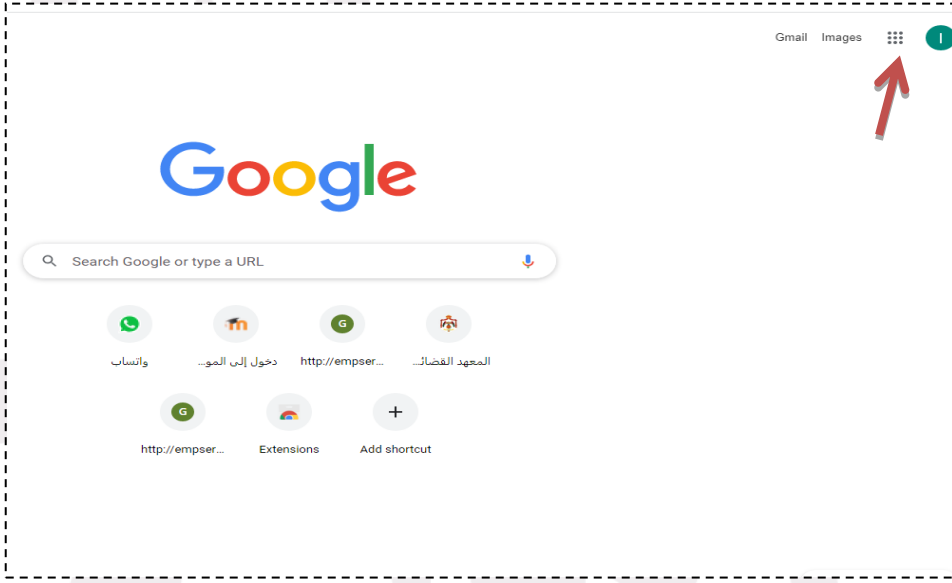 Gmail Images
I
Google
Search Google or type a URL
واتساب
دخول إلى المو...
http://empser...
المعهد القضائ...
G
G
http://empser...
Extensions
Add shortcut